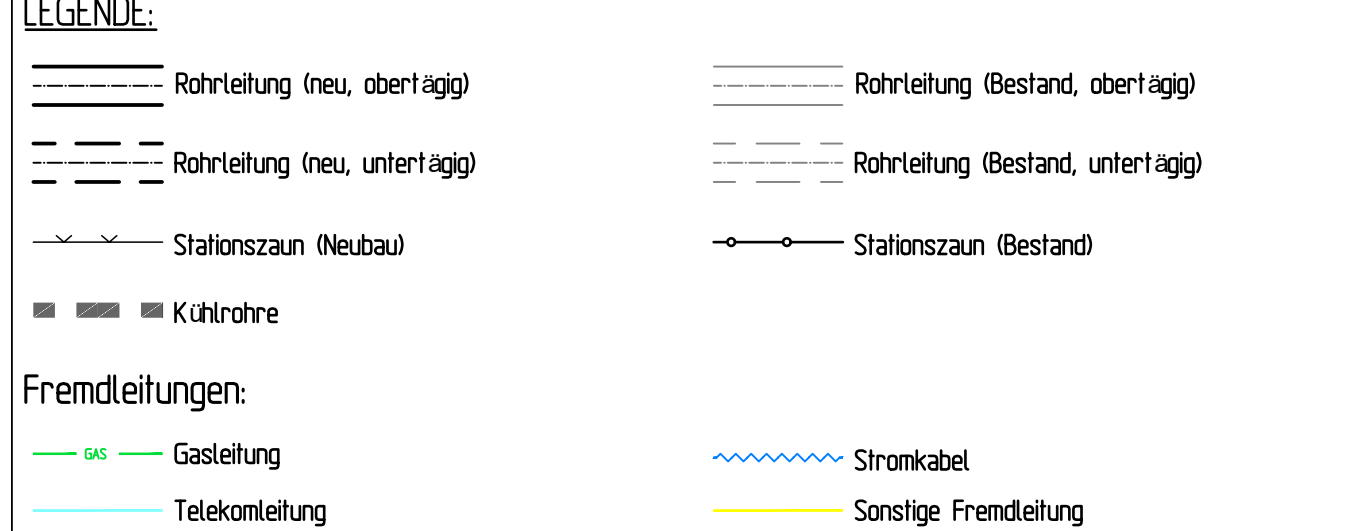 LEGENDE:
Rohrleitung (neu, obertägig)
Rohrleitung (Bestand, obertägig)
Rohrleitung (neu, untertägig)
Rohrleitung (Bestand, untertägig)
Stationszaun (Neubau)
Stationszaun (Bestand)
Kühlrohre
Fremdleitungen:
GAS Gasleitung
Stromkabel
Telekomleitung
Sonstige Fremdleitung